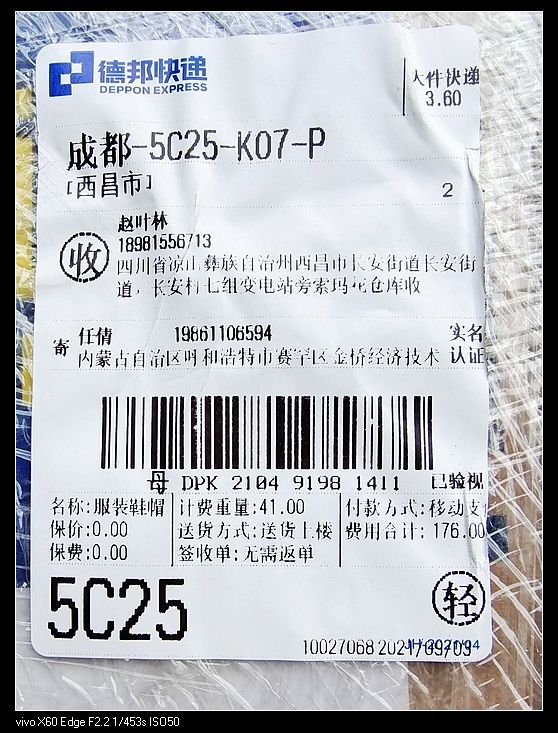 德邦快递
DEPPON EXPRESS
大件快递
3.60
成都-5C25-K07-P
[西昌市]
2
赵叶林
18981556713
收
四川省凉山彝族自治州西昌市长安街道长安街
道，长安村七组变电站旁索玛花仓库收
寄
任倩 19861106594
实名
内蒙古自治区呼和浩特市赛罕区金桥经济技术
认证
母 DPK 2104 9198 1411 已验视
名称:服装鞋帽
保价:0.00
保费:0.00
计费重量:41.00
送货方式:送货上楼
签收单:无需返单
付款方式:移动支
费用合计:176.00
5C25
轻
10027068
vivo X60 Edge F2.2 1/453s ISO50